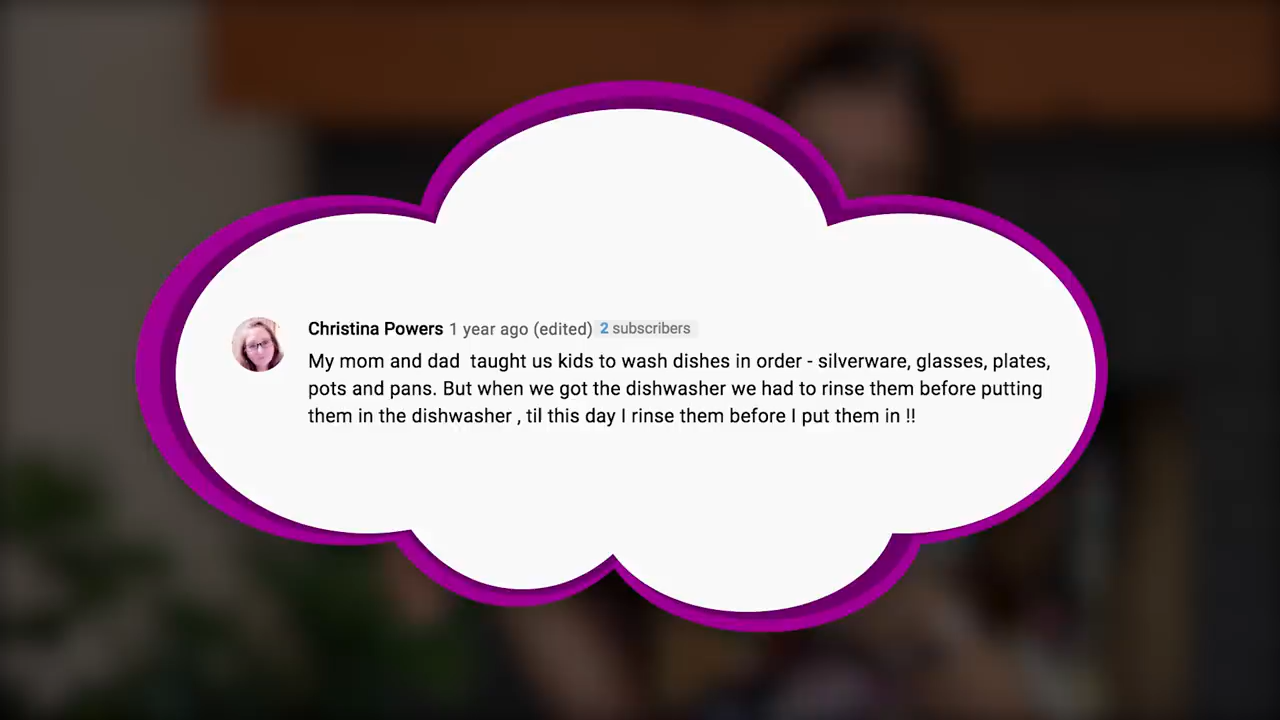 Christina Powers 1 year ago (edited) 2 subscribers
My mom and dad  taught us kids to wash dishes in order - silverware, glasses, plates,
pots and pans. But when we got the dishwasher we had to rinse them before putting
them in the dishwasher , til this day I rinse them before I put them in !!